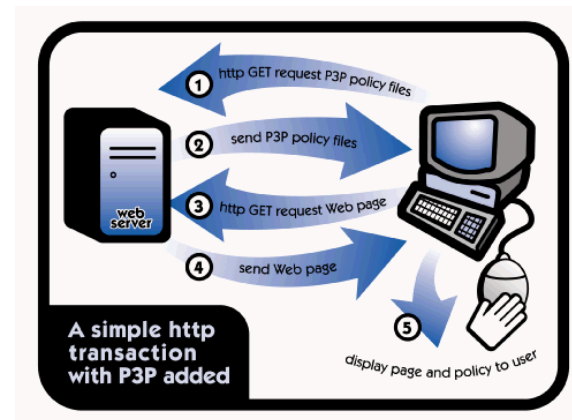 1 http GET request P3P policy files
2 send P3P policy files
3 http GET request Web page
web
server
4 send Web page
5
display page and policy to user
A simple http
transaction
with P3P added